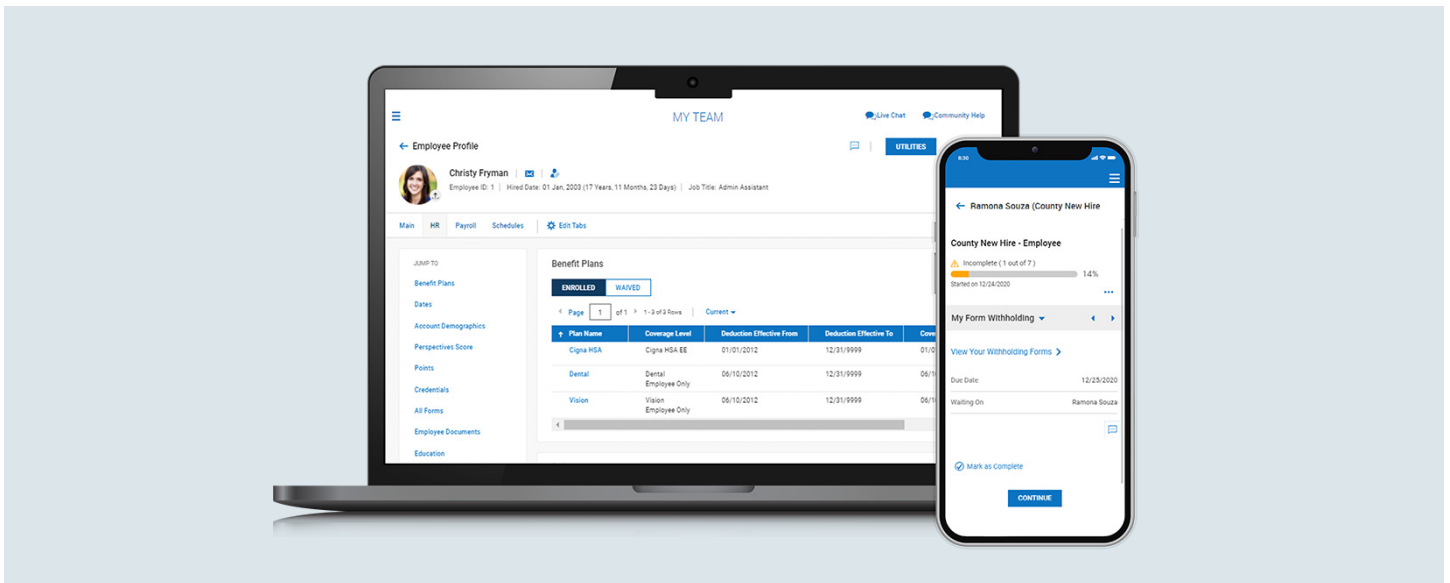 MY TEAM
Live Chat
Community Help
Employee Profile
UTILITIES
Christy Fryman
Employee ID: 1 | Hired Date: 01 Jan, 2003 (17 Years, 11 Months, 23 Days) | Job Title: Admin Assistant
Main HR Payroll Schedules Edit Tabs
JUMP TO
Benefit Plans
Dates
Account Demographics
Perspectives Score
Points
Credentials
All Forms
Employee Documents
Education
Benefit Plans
ENROLLED WAIVED
Page 1 of 1 1 - 3 of 3 Rows Current
Plan Name Coverage Level Deduction Effective From Deduction Effective To Cove
Cigna HSA Cigna HSA EE 01/01/2012 12/31/9999 01/0
Dental Dental 06/10/2012 12/31/9999 06/1
Employee Only
Vision Vision 06/10/2012 12/31/9999 06/1
Employee Only
8:30
Ramona Souza (County New Hire
County New Hire - Employee
Incomplete ( 1 out of 7 )
14%
Started on 12/24/2020
My Form Withholding
View Your Withholding Forms
Due Date 12/25/2020
Waiting On Ramona Souza
Mark as Complete
CONTINUE